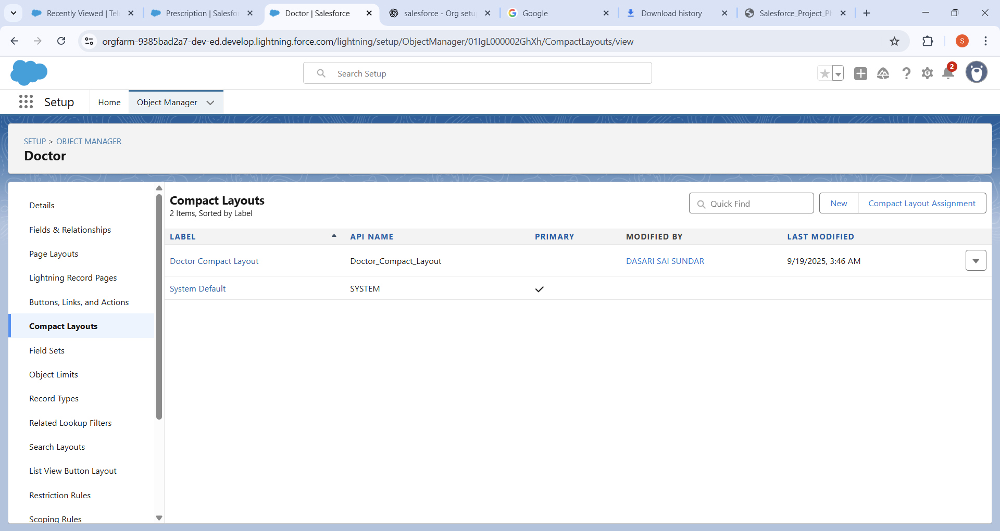 Recently Viewed | Tel
Prescription | Salesfo
Doctor | Salesforce
salesforce - Org setu
Google
Download history
Salesforce_Project_Pl
orgfarm-9385bad2a7-dev-ed.develop.lightning.force.com/lightning/setup/ObjectManager/01IgL000002GhXh/CompactLayouts/view
S
Search Setup
2
Setup
Home
Object Manager
SETUP > OBJECT MANAGER
Doctor
Details
Fields & Relationships
Page Layouts
Lightning Record Pages
Buttons, Links, and Actions
Compact Layouts
Field Sets
Object Limits
Record Types
Related Lookup Filters
Search Layouts
List View Button Layout
Restriction Rules
Scoping Rules
Compact Layouts
2 Items, Sorted by Label
Quick Find
New
Compact Layout Assignment
LABEL API NAME PRIMARY MODIFIED BY LAST MODIFIED
Doctor Compact Layout Doctor_Compact_Layout DASARI SAI SUNDAR 9/19/2025, 3:46 AM
System Default SYSTEM